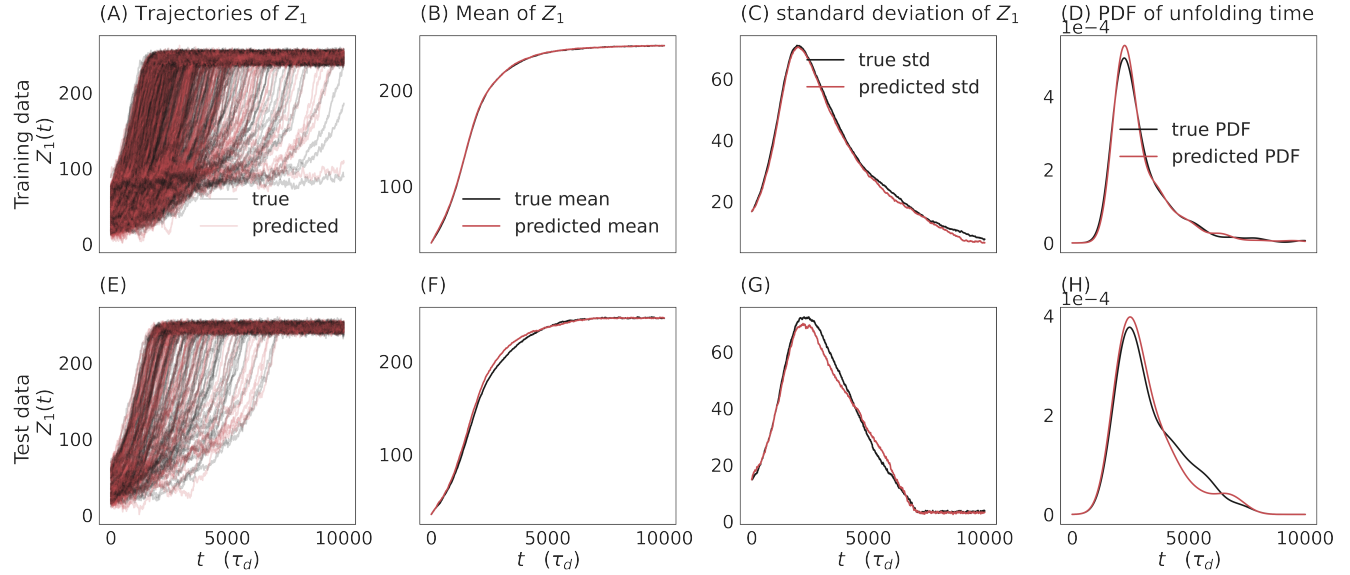 (A) Trajectories of Z₁
(B) Mean of Z₁
(C) standard deviation of Z₁
(D) PDF of unfolding time
1e−4
Training data
Z₁(t)
200
100
0
true
predicted
200
100
true mean
predicted mean
60
40
20
true std
predicted std
4
2
0
true PDF
predicted PDF
0
5000
10000
(E)
(F)
(G)
(H)
1e−4
Test data
Z₁(t)
200
100
0
200
100
60
40
20
0
4
2
0
0
5000
10000
0
5000
10000
0
5000
10000
0
5000
10000
t (τ_d)
t (τ_d)
t (τ_d)
t (τ_d)